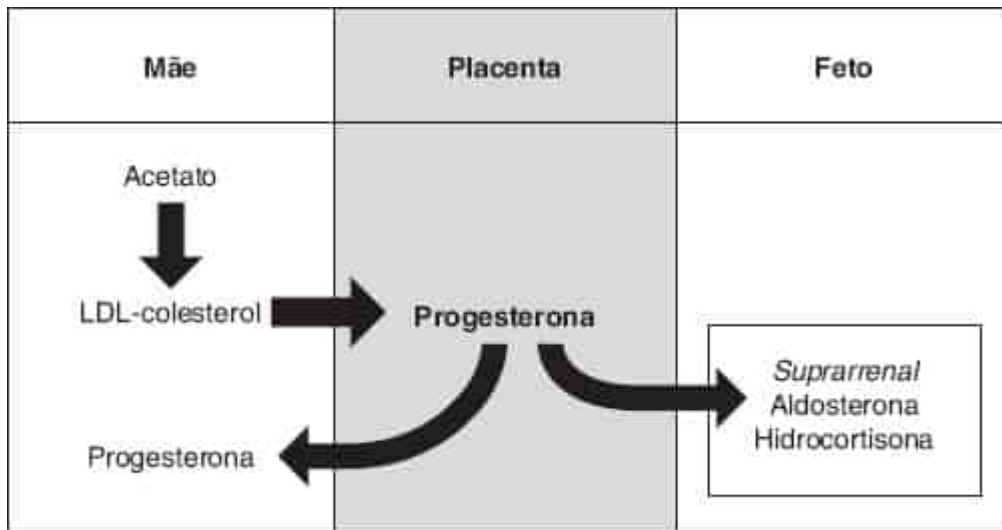 Mãe
Placenta
Feto
Acetato
LDL-colesterol
Progesterona
Progesterona
Suprarrenal
Aldosterona
Hidrocortisona